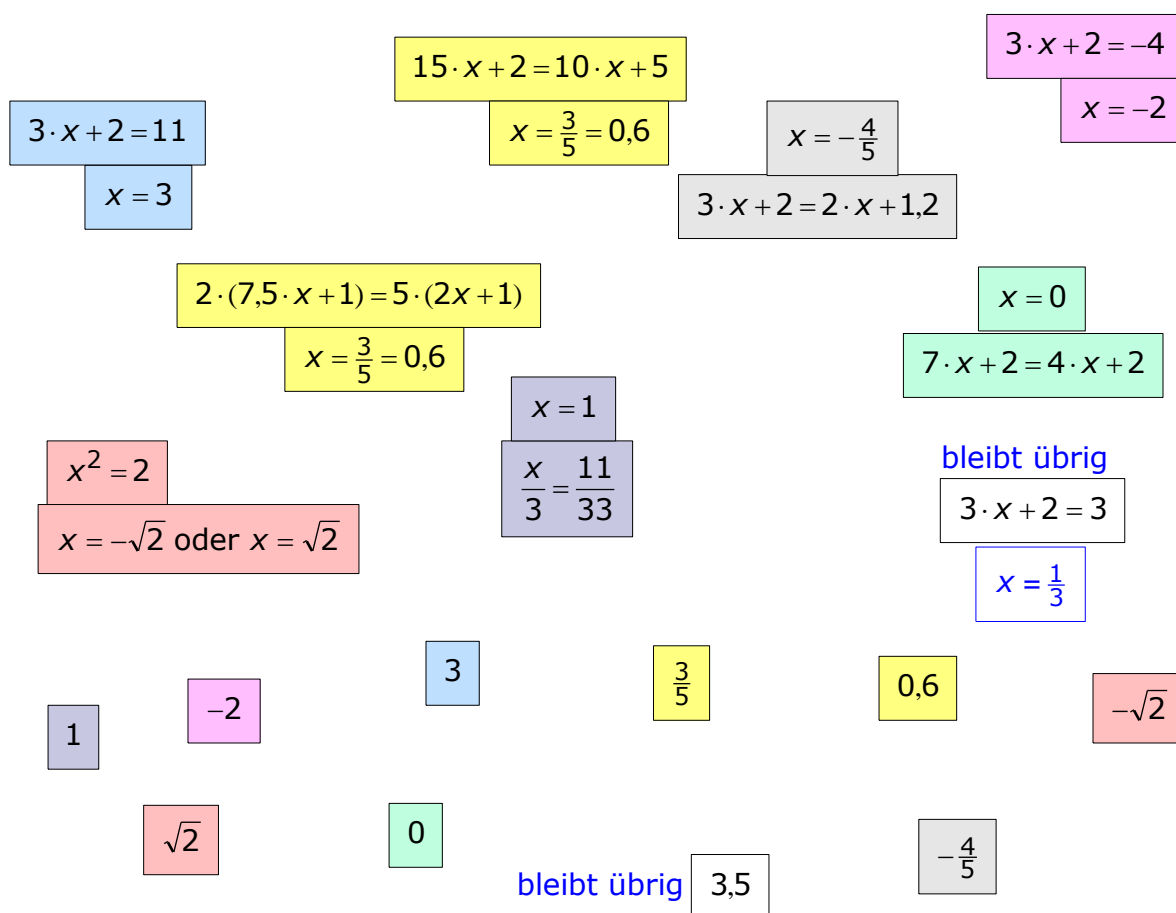 3·x+2=−4
15·x+2=10·x+5
x=−2
3·x+2=11
x=3/5=0,6
x=−4/5
x=3
3·x+2=2·x+1,2
2·(7,5·x+1)=5·(2x+1)
x=0
x=3/5=0,6
7·x+2=4·x+2
x=1
x²=2
x/3=11/33
bleibt übrig
3·x+2=3
x=−√2 oder x=√2
x=1/3
3
3/5
0,6
−2
−√2
1
√2
0
−4/5
bleibt übrig 3,5